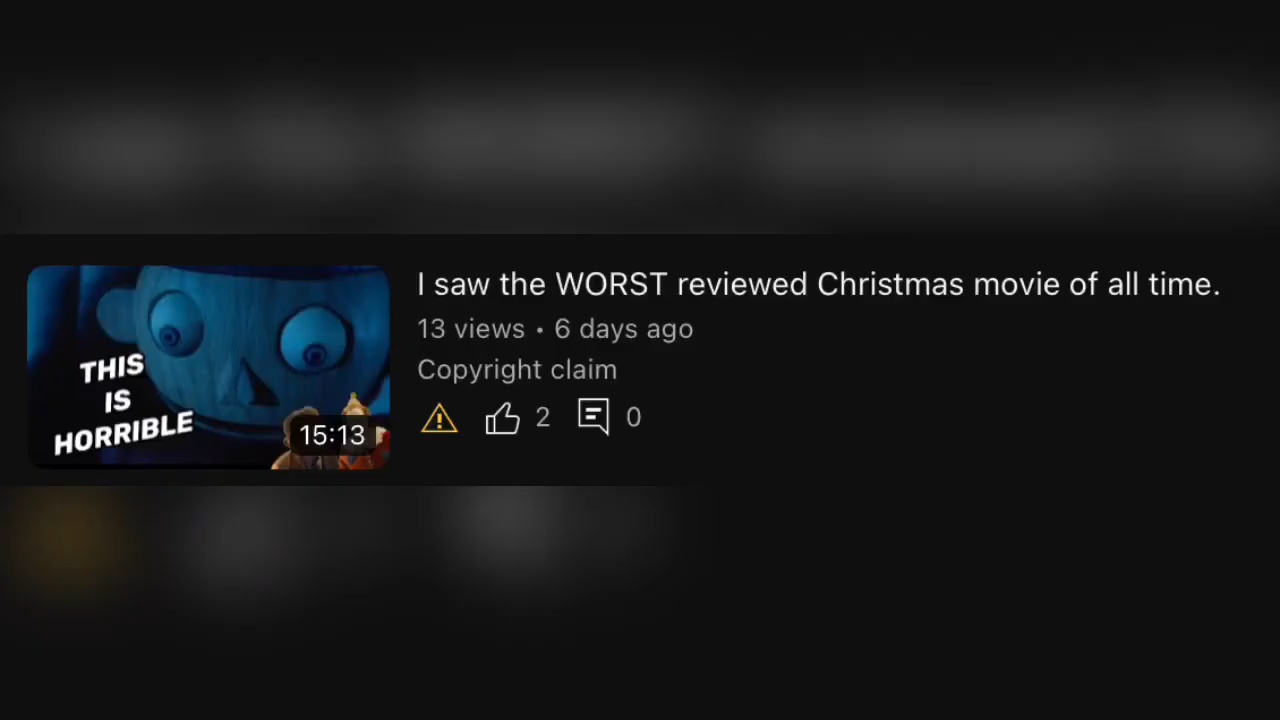 I saw the WORST reviewed Christmas movie of all time.
13 views • 6 days ago
Copyright claim
2 0
THIS
IS
HORRIBLE
15:13